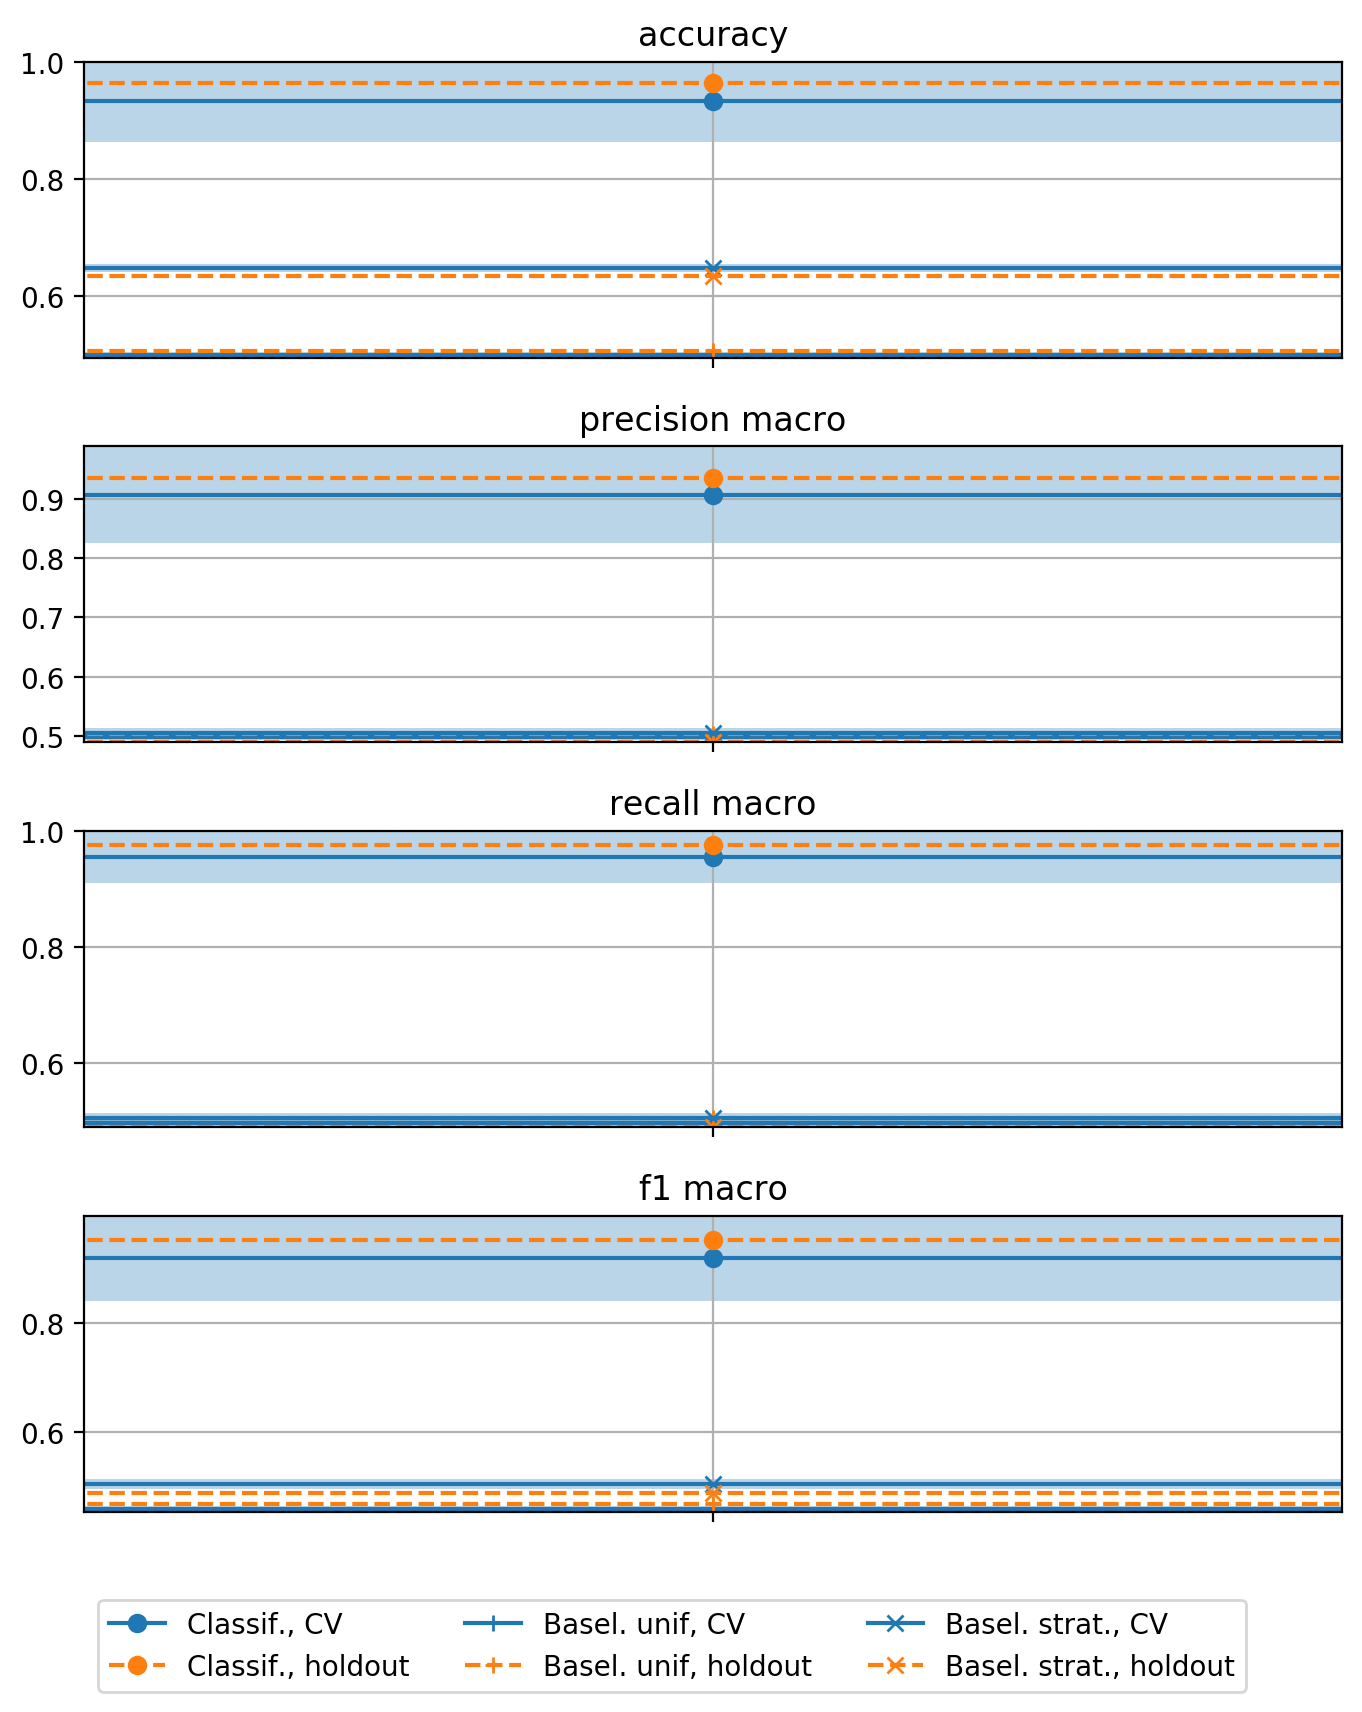 accuracy
1.0
0.8
0.6
precision macro
0.9
0.8
0.7
0.6
0.5
recall macro
1.0
0.8
0.6
f1 macro
0.8
0.6
Classif., CV
Basel. unif, CV
Basel. strat., CV
Classif., holdout
Basel. unif, holdout
Basel. strat., holdout